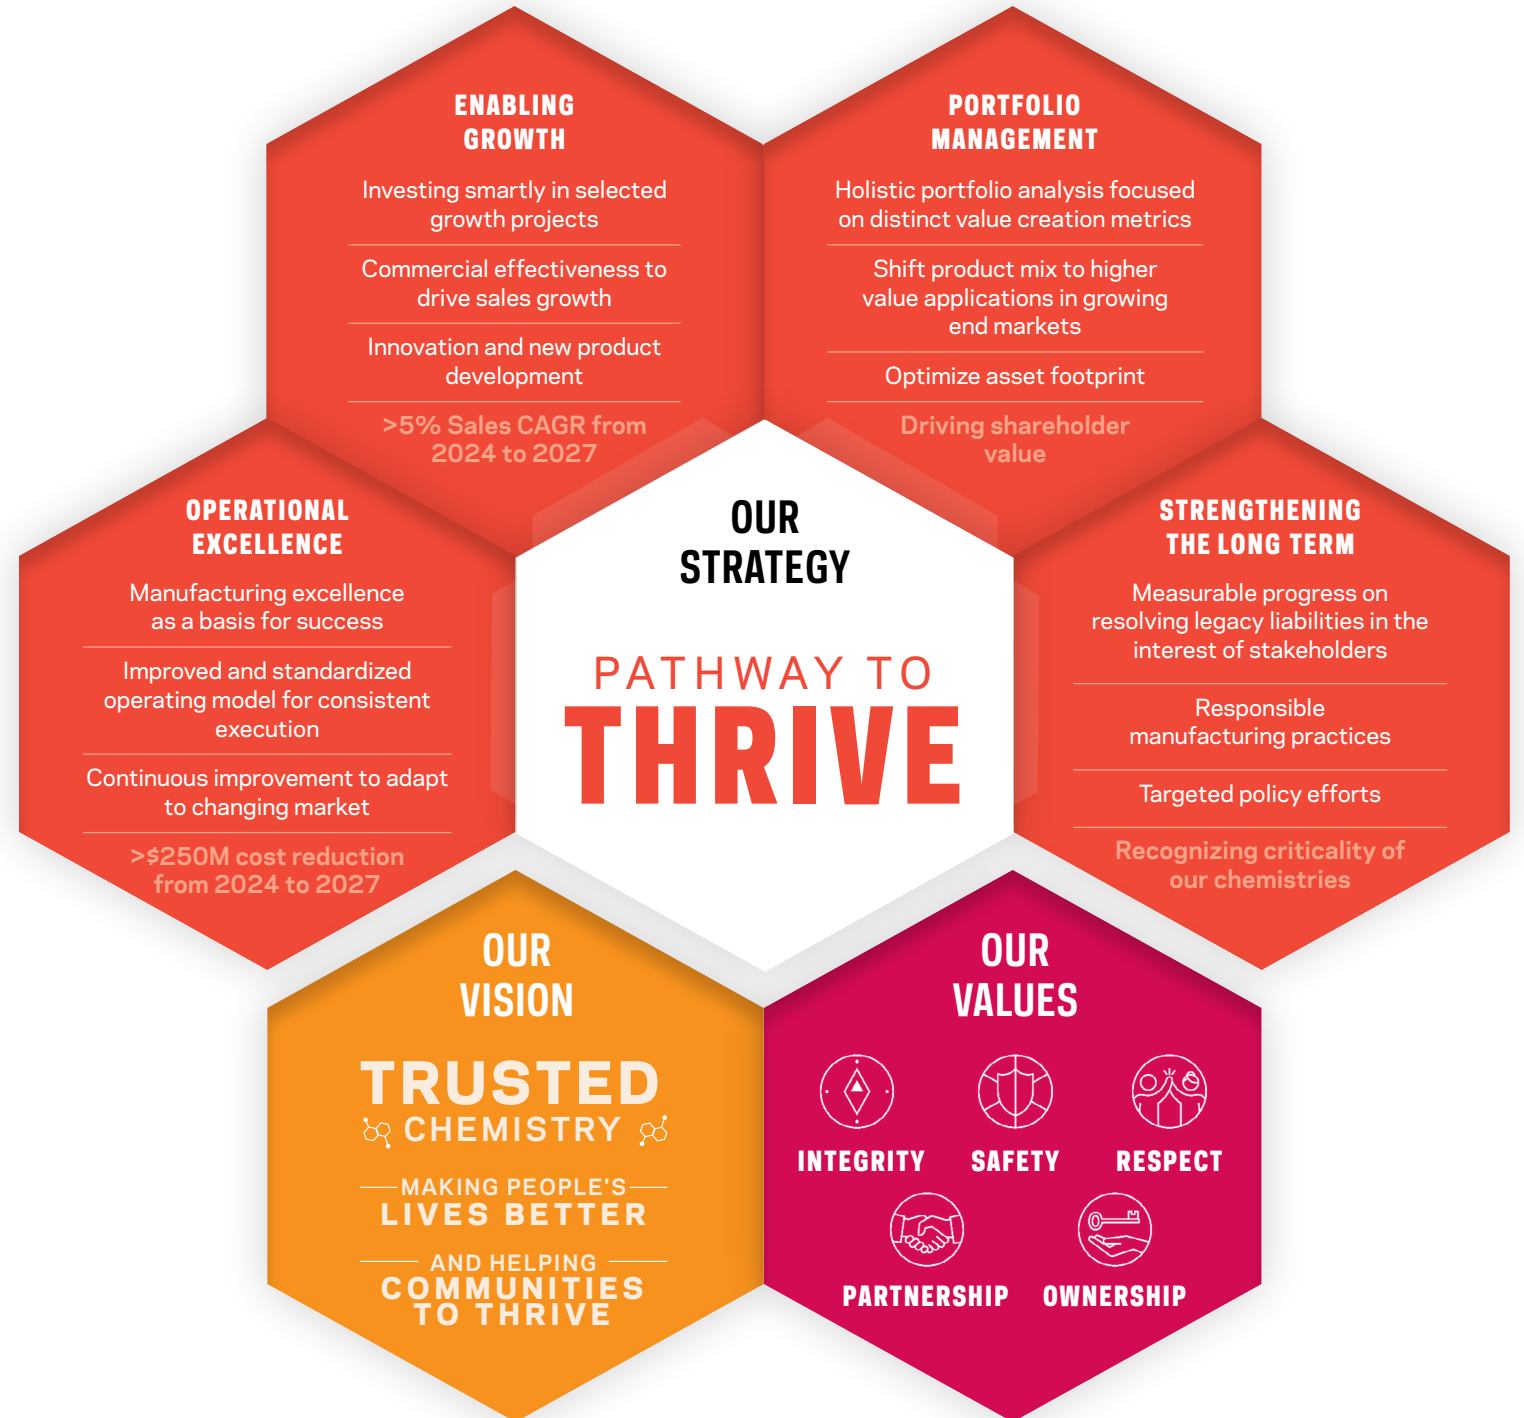 ENABLING
GROWTH
Investing smartly in selected
growth projects
Commercial effectiveness to
drive sales growth
Innovation and new product
development
>5% Sales CAGR from
2024 to 2027
PORTFOLIO
MANAGEMENT
Holistic portfolio analysis focused
on distinct value creation metrics
Shift product mix to higher
value applications in growing
end markets
Optimize asset footprint
Driving shareholder
value
OPERATIONAL
EXCELLENCE
Manufacturing excellence
as a basis for success
Improved and standardized
operating model for consistent
execution
Continuous improvement to adapt
to changing market
>$250M cost reduction
from 2024 to 2027
OUR
STRATEGY
PATHWAY TO
THRIVE
STRENGTHENING
THE LONG TERM
Measurable progress on
resolving legacy liabilities in the
interest of stakeholders
Responsible
manufacturing practices
Targeted policy efforts
Recognizing criticality of
our chemistries
OUR
VISION
TRUSTED
CHEMISTRY
MAKING PEOPLE'S
LIVES BETTER
AND HELPING
COMMUNITIES
TO THRIVE
OUR
VALUES
INTEGRITY
SAFETY
RESPECT
PARTNERSHIP
OWNERSHIP